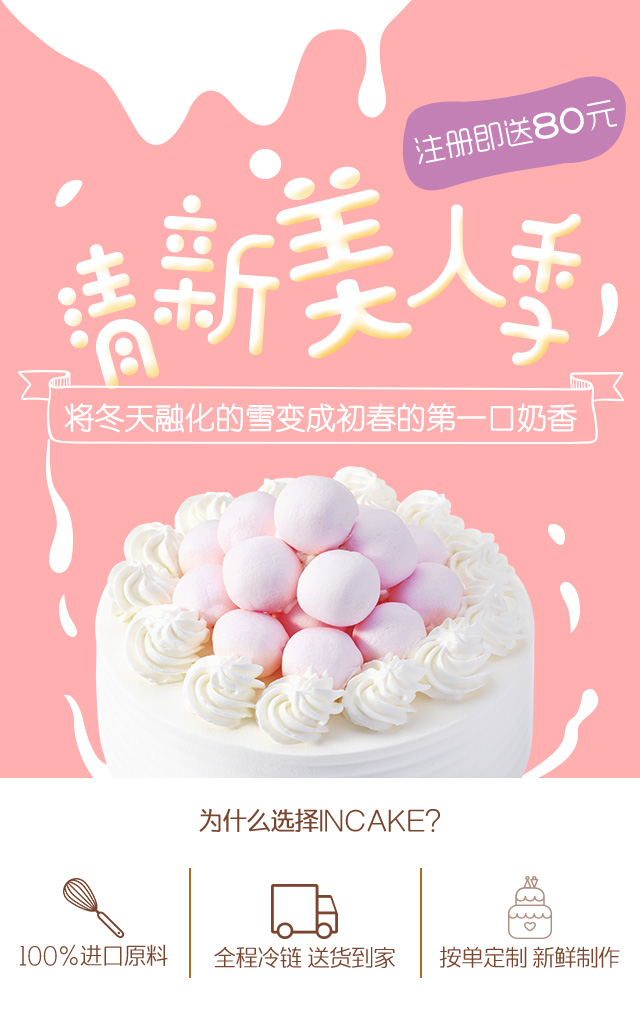 注册即送80元
清新美人季
将冬天融化的雪变成初春的第一口奶香
为什么选择INCAKE?
100%进口原料
全程冷链 送货到家
按单定制 新鲜制作